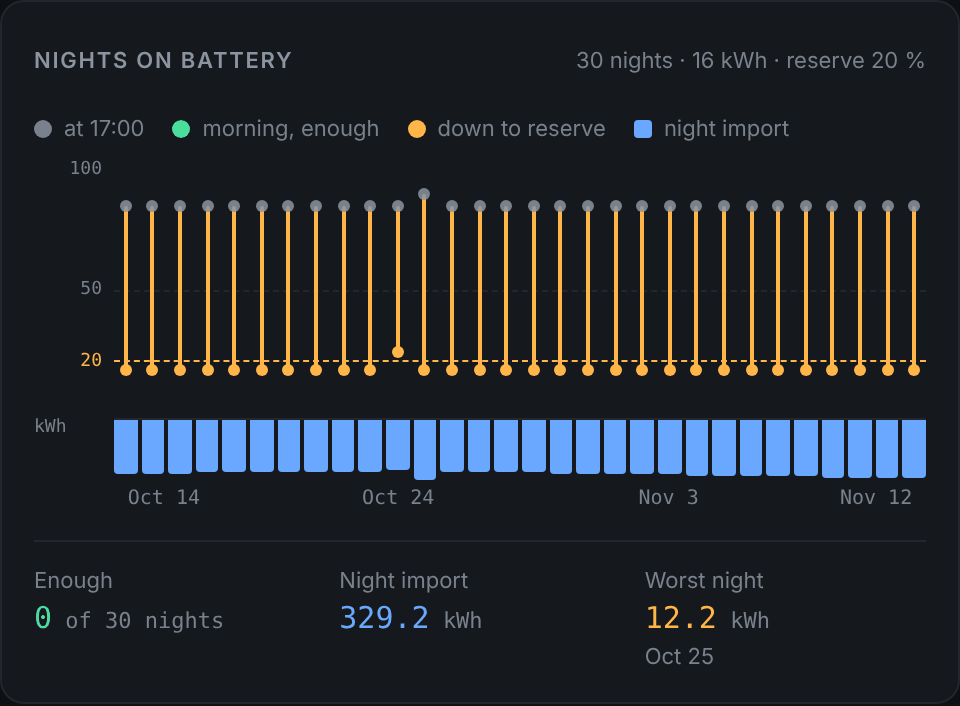 NIGHTS ON BATTERY 30 nights · 16 kWh · reserve 20 %
at 17:00 morning, enough down to reserve night import
100
50
20
kWh
Oct 14 Oct 24 Nov 3 Nov 12
Enough Night import Worst night
0 of 30 nights 329.2 kWh 12.2 kWh
Oct 25